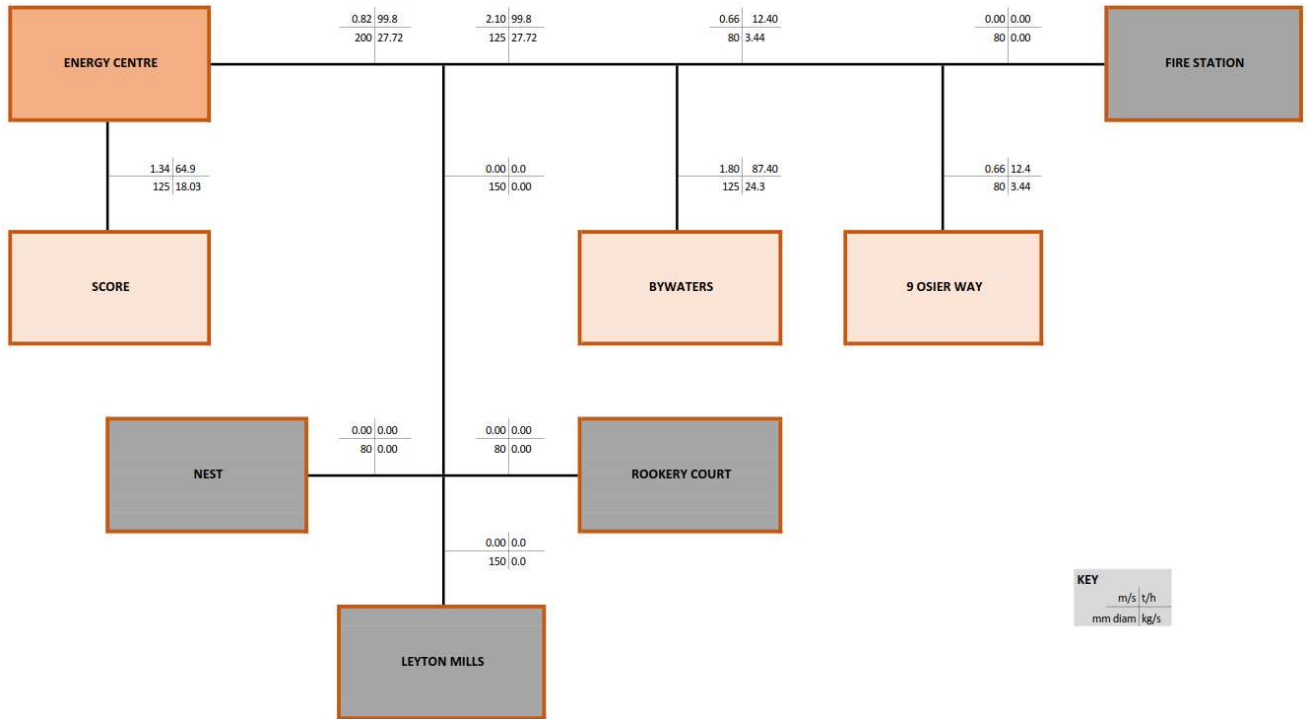 0.82 99.8
200 27.72
2.10 99.8
125 27.72
0.66 12.40
80 3.44
0.00 0.00
80 0.00
ENERGY CENTRE
FIRE STATION
1.34 64.9
125 18.03
0.00 0.0
150 0.00
1.80 87.40
125 24.3
0.66 12.4
80 3.44
SCORE
BYWATERS
9 OSIER WAY
0.00 0.00
80 0.00
0.00 0.00
80 0.00
NEST
ROOKERY COURT
0.00 0.0
150 0.0
KEY
m/s t/h
mm diam kg/s
LEYTON MILLS